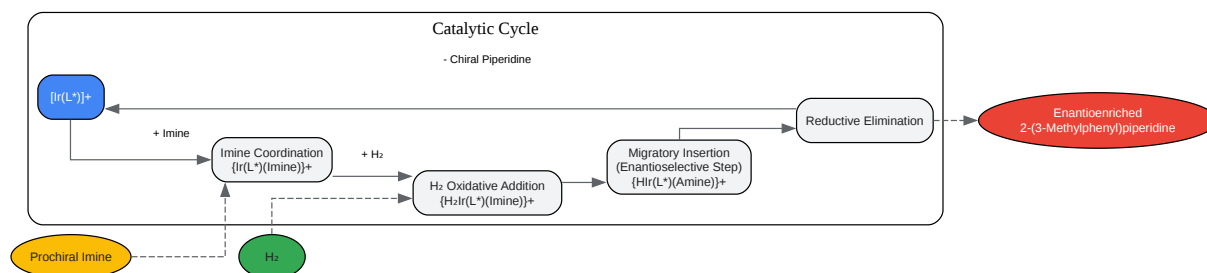 Catalytic Cycle
- Chiral Piperidine
[Ir(L*)]+
+ Imine
Imine Coordination
{Ir(L*)(Imine)}+
+ H₂
H₂ Oxidative Addition
{H₂Ir(L*)(Imine)}+
Migratory Insertion
(Enantioselective Step)
{HIr(L*)(Amine)}+
Reductive Elimination
Enantioenriched
2-(3-Methylphenyl)piperidine
Prochiral Imine
H₂